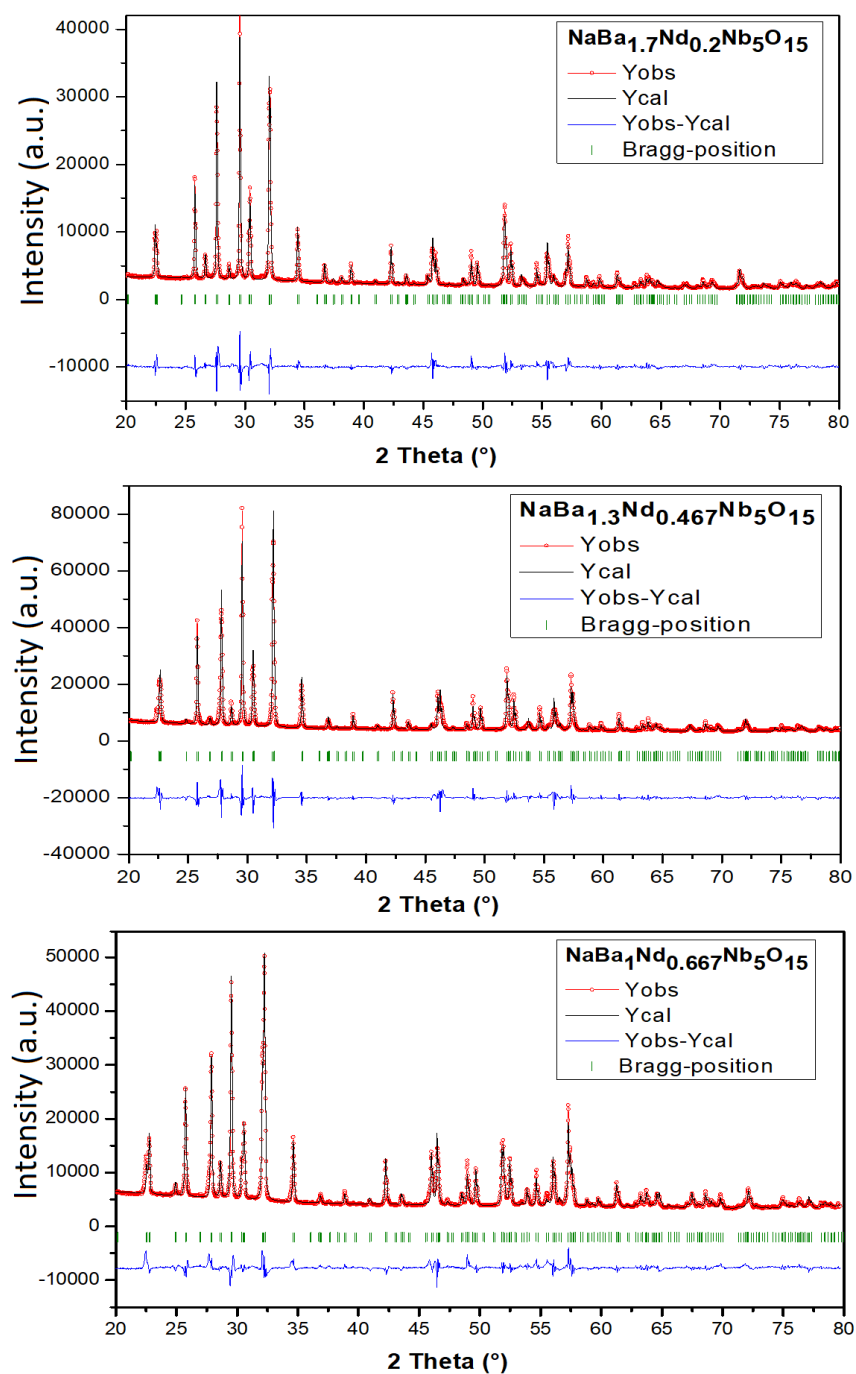 NaBa1.7Nd0.2Nb5O15
Yobs
Ycal
Yobs-Ycal
Bragg-position
40000
30000
20000
10000
0
-10000
Intensity (a.u.)
20 25 30 35 40 45 50 55 60 65 70 75 80
2 Theta (°)
NaBa1.3Nd0.467Nb5O15
Yobs
Ycal
Yobs-Ycal
Bragg-position
80000
60000
40000
20000
0
-20000
-40000
Intensity (a.u.)
20 25 30 35 40 45 50 55 60 65 70 75 80
2 Theta (°)
NaBa1Nd0.667Nb5O15
Yobs
Ycal
Yobs-Ycal
Bragg-position
50000
40000
30000
20000
10000
0
-10000
Intensity (a.u.)
20 25 30 35 40 45 50 55 60 65 70 75 80
2 Theta (°)